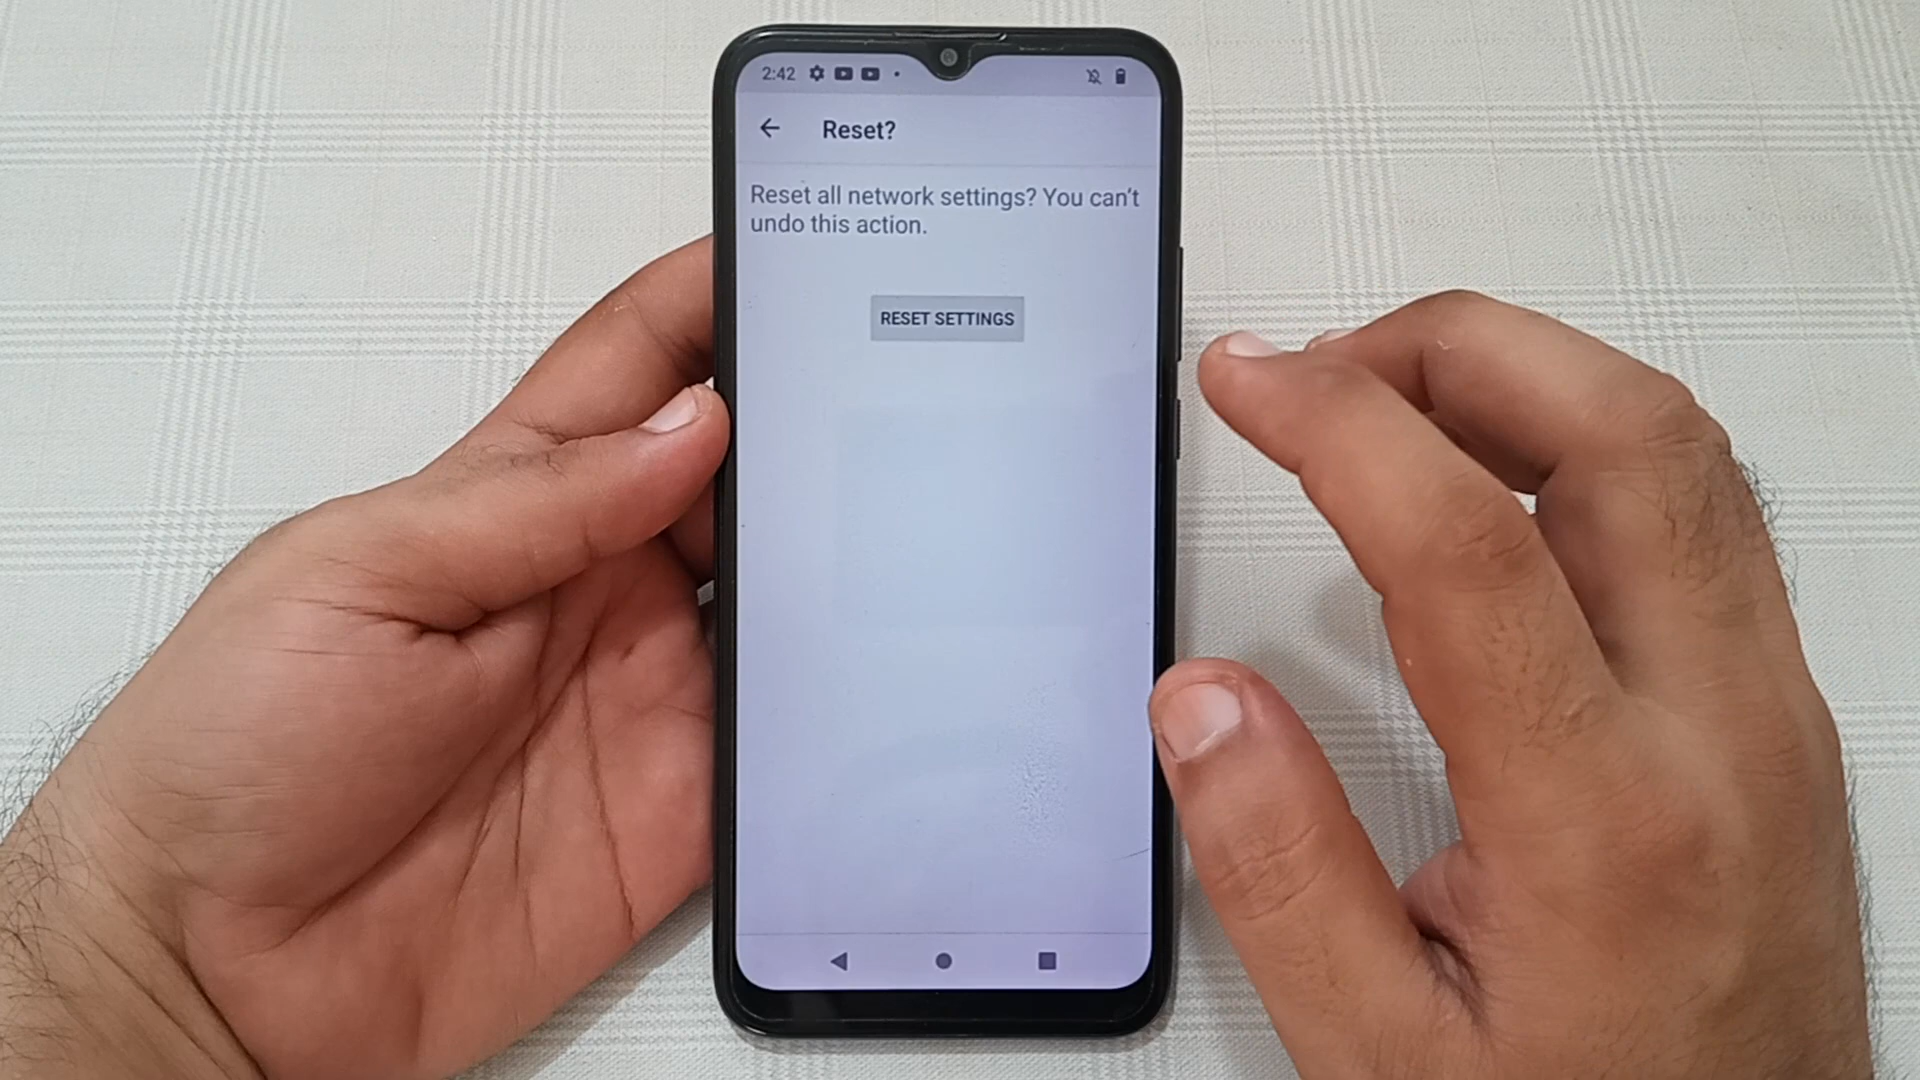 2:42
Reset?
Reset all network settings? You can't
undo this action.
RESET SETTINGS